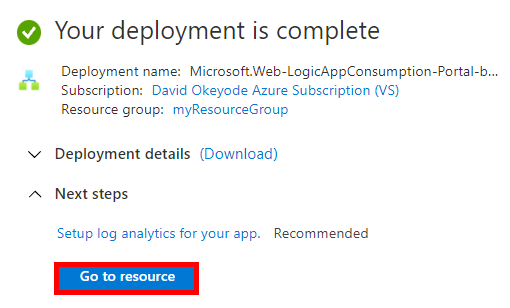 Your deployment is complete
Deployment name: Microsoft.Web-LogicAppConsumption-Portal-b...
Subscription: David Okeyode Azure Subscription (VS)
Resource group: myResourceGroup
Deployment details (Download)
Next steps
Setup log analytics for your app. Recommended
Go to resource